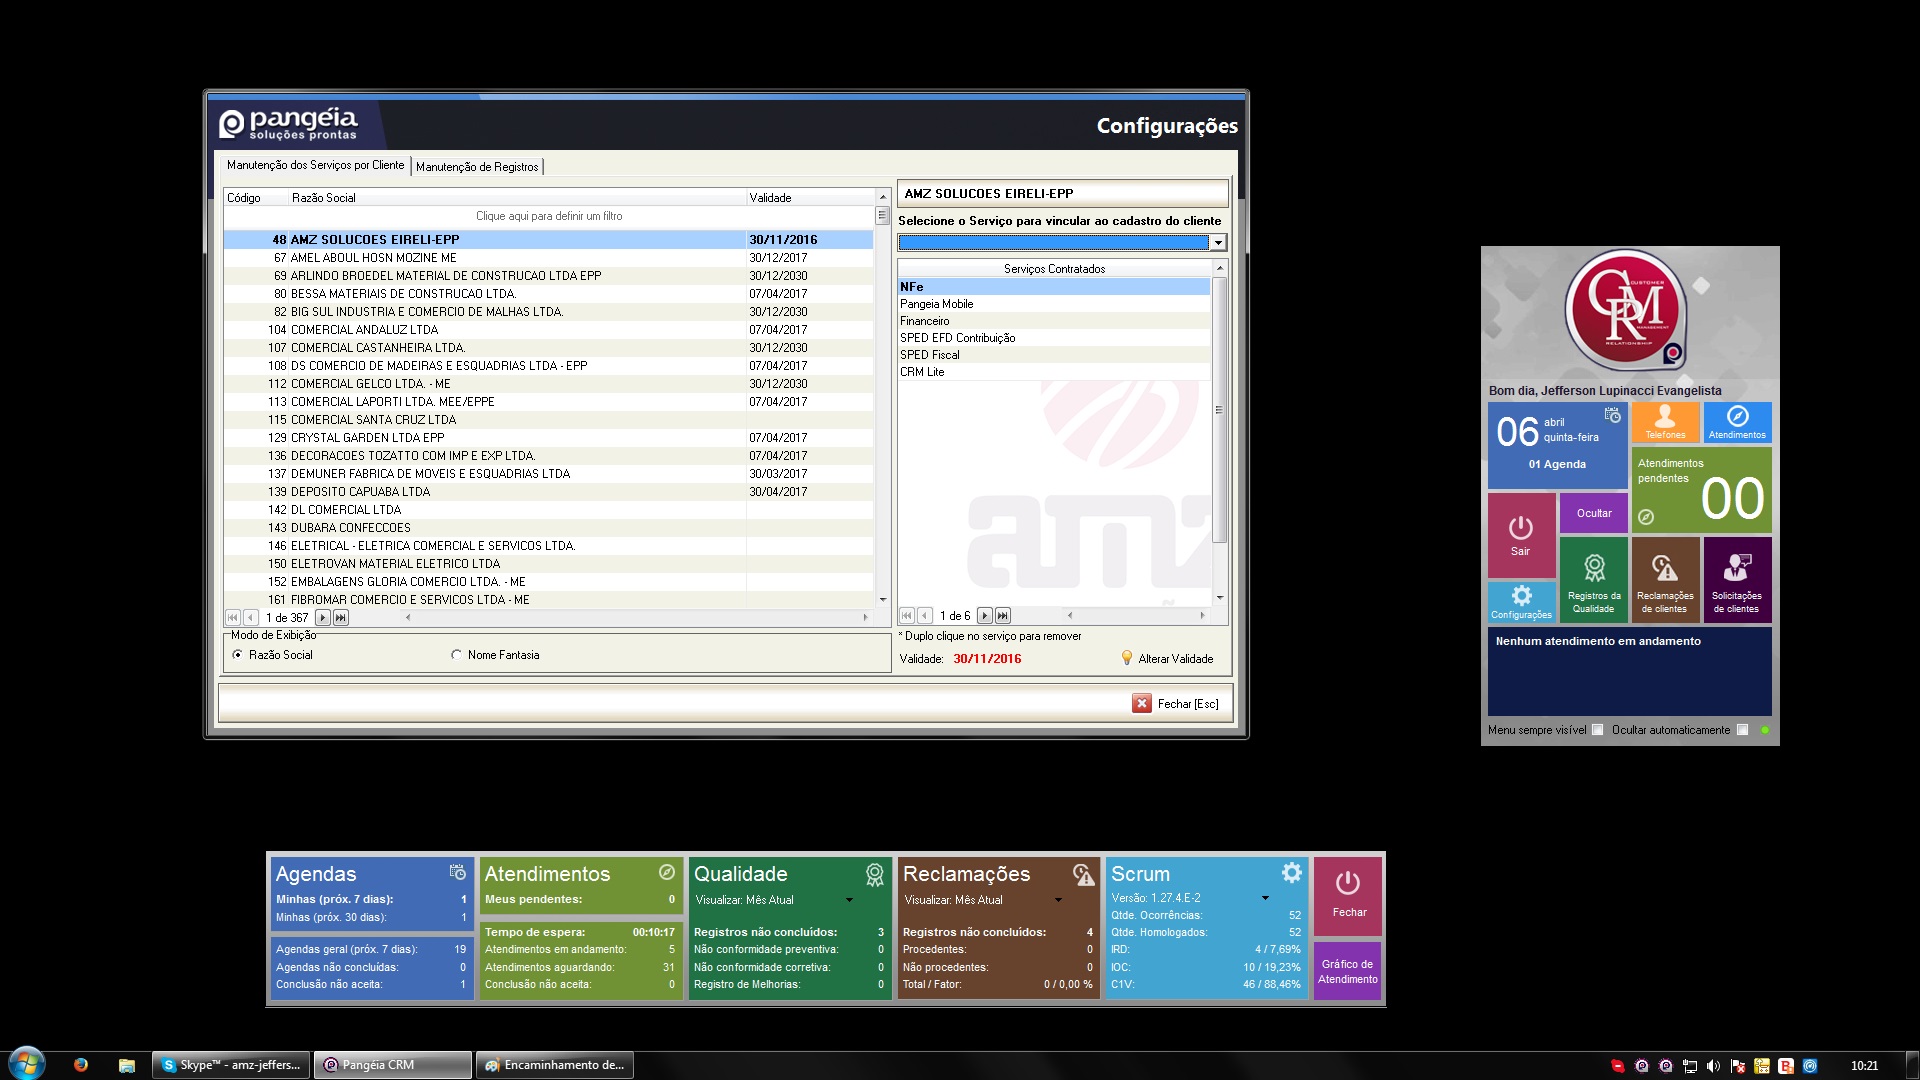 pangéia
soluções prontas
Configurações
Manutenção dos Serviços por Cliente
Manutenção de Registros
Código Razão Social Validade
Clique aqui para definir um filtro
48 AMZ SOLUCOES EIRELI-EPP 30/11/2016
67 AMEL ABOUL HOSN MOZINE ME 30/12/2017
69 ARLINDO BROEDEL MATERIAL DE CONSTRUCAO LTDA EPP 30/12/2030
80 BESSA MATERIAIS DE CONSTRUCAO LTDA. 07/04/2017
82 BIG SUL INDUSTRIA E COMERCIO DE MALHAS LTDA. 30/12/2030
104 COMERCIAL ANDALUZ LTDA 07/04/2017
107 COMERCIAL CASTANHEIRA LTDA. 30/12/2030
108 DS COMERCIO DE MADEIRAS E ESQUADRIAS LTDA - EPP 07/04/2017
112 COMERCIAL GELCO LTDA. - ME 30/12/2030
113 COMERCIAL LAPORTI LTDA. MEE/EPPE 07/04/2017
115 COMERCIAL SANTA CRUZ LTDA
129 CRYSTAL GARDEN LTDA EPP 07/04/2017
136 DECORACOES TOZATTO COM IMP E EXP LTDA. 07/04/2017
137 DEMUNER FABRICA DE MOVEIS E ESQUADRIAS LTDA 30/03/2017
139 DEPOSITO CAPUABA LTDA 30/04/2017
142 DL COMERCIAL LTDA
143 DUBARA CONFECCOES
146 ELETRICAL - ELETRICA COMERCIAL E SERVICOS LTDA.
150 ELETROVAN MATERIAL ELETRICO LTDA
152 EMBALAGENS GLORIA COMERCIO LTDA. - ME
161 FIBROMAR COMERCIO E SERVICOS LTDA - ME
1 de 367
Modo de Exibição
Razão Social
Nome Fantasia
AMZ SOLUCOES EIRELI-EPP
Selecione o Serviço para vincular ao cadastro do cliente
Serviços Contratados
NFe
Pangeia Mobile
Financeiro
SPED EFD Contribuição
SPED Fiscal
CRM Lite
amz
1 de 6
* Duplo clique no serviço para remover
Validade: 30/11/2016
Alterar Validade
Fechar [Esc]
CRM
CUSTOMER
MANAGEMENT
RELATIONSHIP
Bom dia, Jefferson Lupinacci Evangelista
06 abril
quinta-feira
01 Agenda
Telefones
Atendimentos
Atendimentos
pendentes
00
Sair
Ocultar
Configurações
Registros da
Qualidade
Reclamações
de clientes
Solicitações
de clientes
Nenhum atendimento em andamento
Menu sempre visível
Ocultar automaticamente
Agendas
Minhas (próx. 7 dias): 1
Minhas (próx. 30 dias): 1
Agendas geral (próx. 7 dias): 19
Agendas não concluídas: 0
Conclusão não aceita: 1
Atendimentos
Meus pendentes: 0
Tempo de espera: 00:10:17
Atendimentos em andamento: 5
Atendimentos aguardando: 31
Conclusão não aceita: 0
Qualidade
Visualizar: Mês Atual
Registros não concluídos: 3
Não conformidade preventiva: 0
Não conformidade corretiva: 0
Registro de Melhorias: 0
Reclamações
Visualizar: Mês Atual
Registros não concluídos: 4
Procedentes: 0
Não procedentes: 0
Total / Fator: 0 / 0,00 %
Scrum
Versão: 1.27.4.E-2
Qtde. Ocorrências: 52
Qtde. Homologados: 52
IRD: 4 / 7,69%
IOC: 10 / 19,23%
C1V: 46 / 88,46%
Fechar
Gráfico de
Atendimento
Skype™ - amz-jeffers...
Pangéia CRM
Encaminhamento de...
10:21